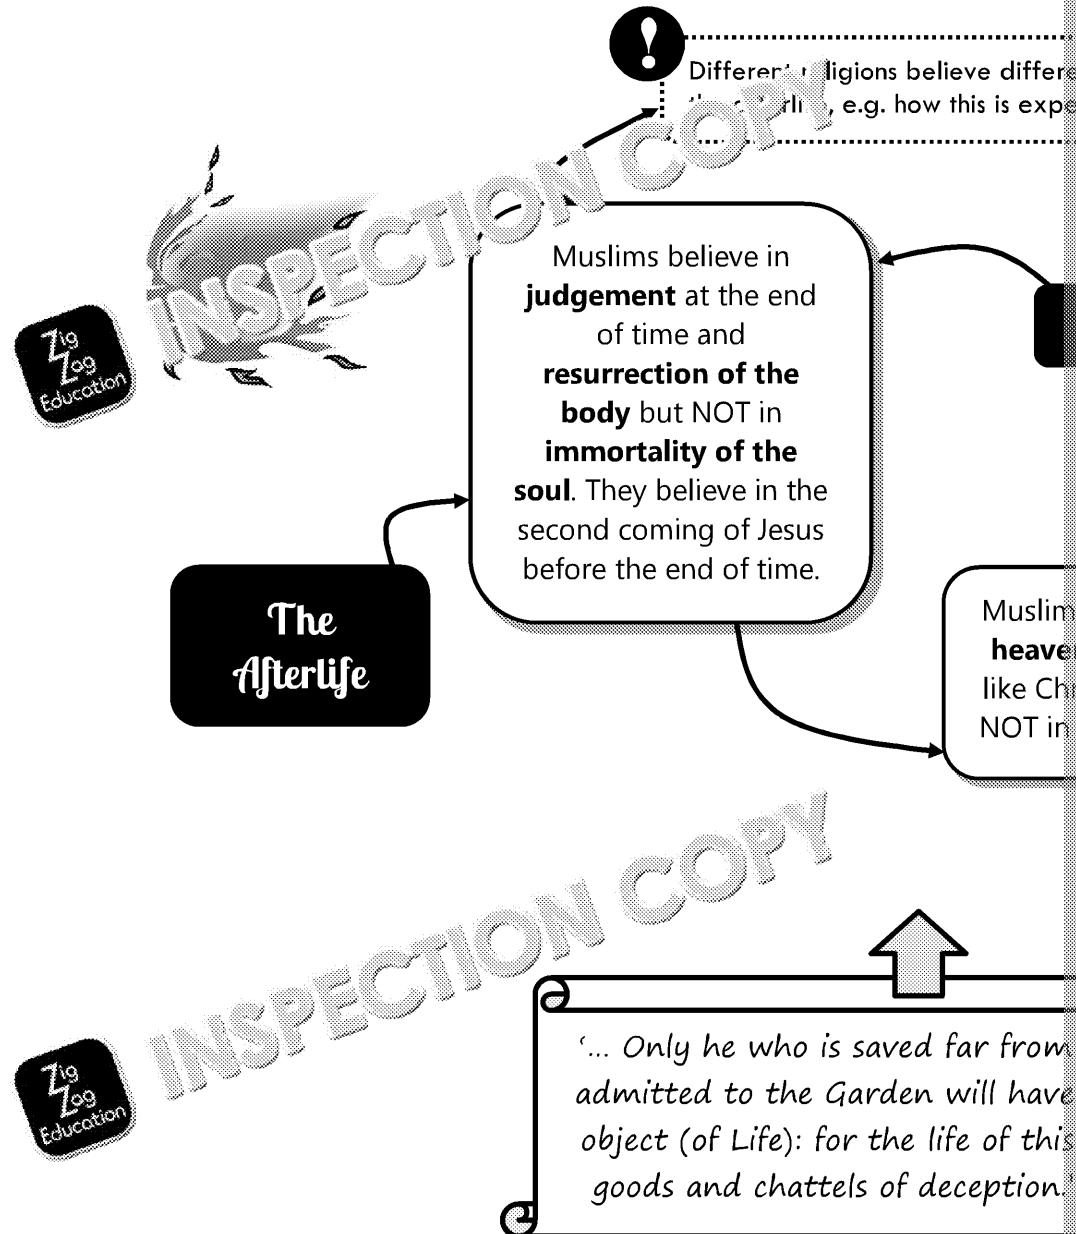 !
Different religions believe differe
e.g. how this is expe
INSPECTION COPY
Zig
Zag
Education
Muslims believe in
judgement at the end
of time and
resurrection of the
body but NOT in
immortality of the
soul. They believe in the
second coming of Jesus
before the end of time.
The
Afterlife
Muslim
heave
like Chr
NOT in
INSPECTION COPY
Zig
Zag
Education
‘... Only he who is saved far from
admitted to the Garden will have
object (of Life): for the life of this
goods and chattels of deception.’